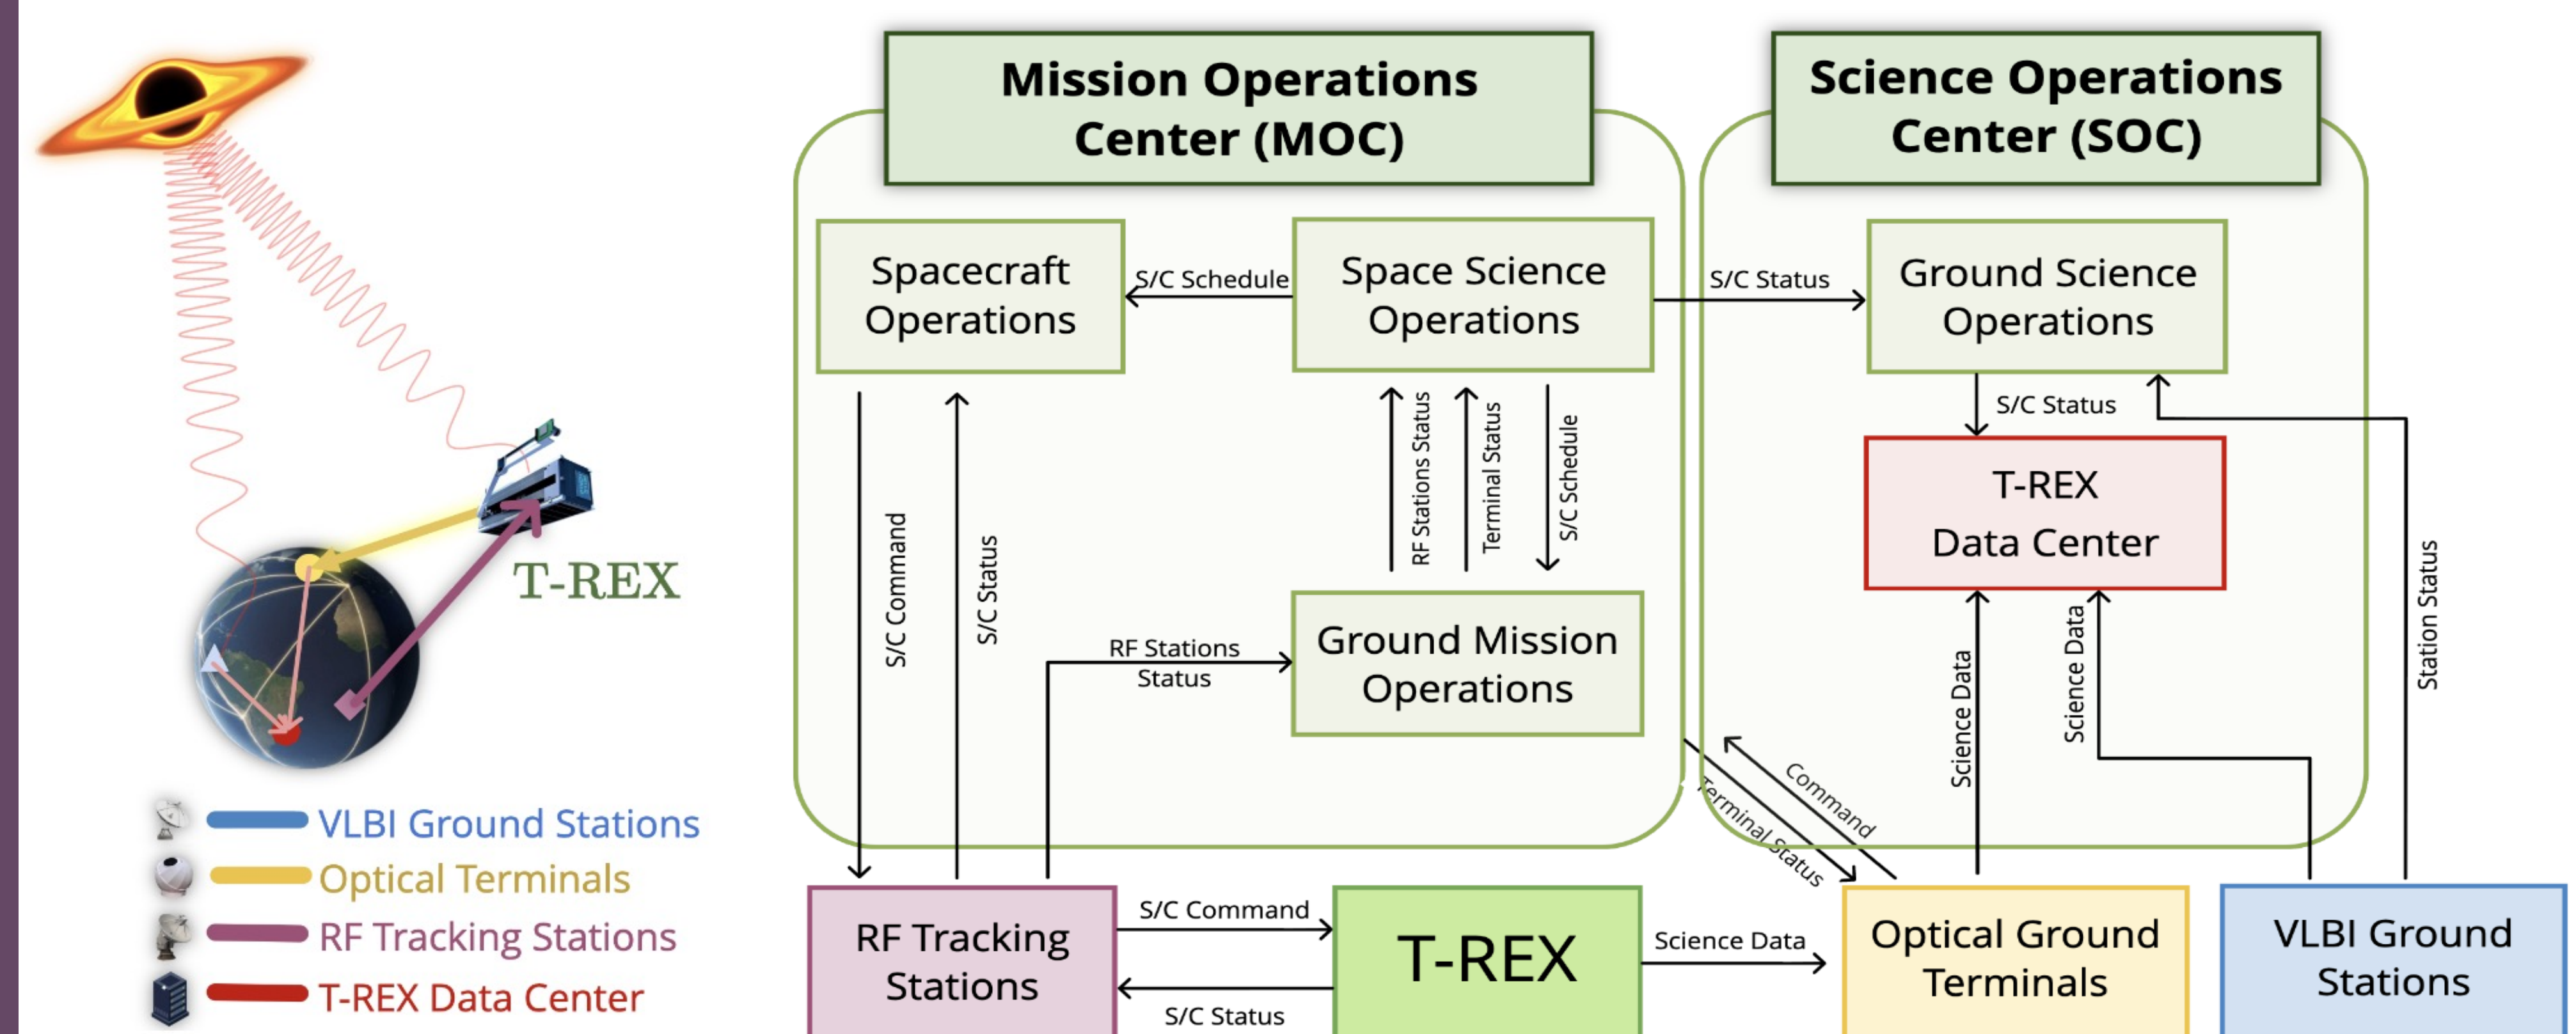 Mission Operations
Center (MOC)
Science Operations
Center (SOC)
Spacecraft
Operations
S/C Schedule
Space Science
Operations
S/C Status
Ground Science
Operations
S/C Status
RF Stations Status
Terminal Status
S/C Schedule
T-REX
Data Center
S/C Command
S/C Status
RF Stations
Status
Ground Mission
Operations
Science Data
Science Data
Station Status
Command
Terminal Status
T-REX
VLBI Ground Stations
Optical Terminals
RF Tracking Stations
T-REX Data Center
RF Tracking
Stations
S/C Command
S/C Status
T-REX
Science Data
Optical Ground
Terminals
VLBI Ground
Stations